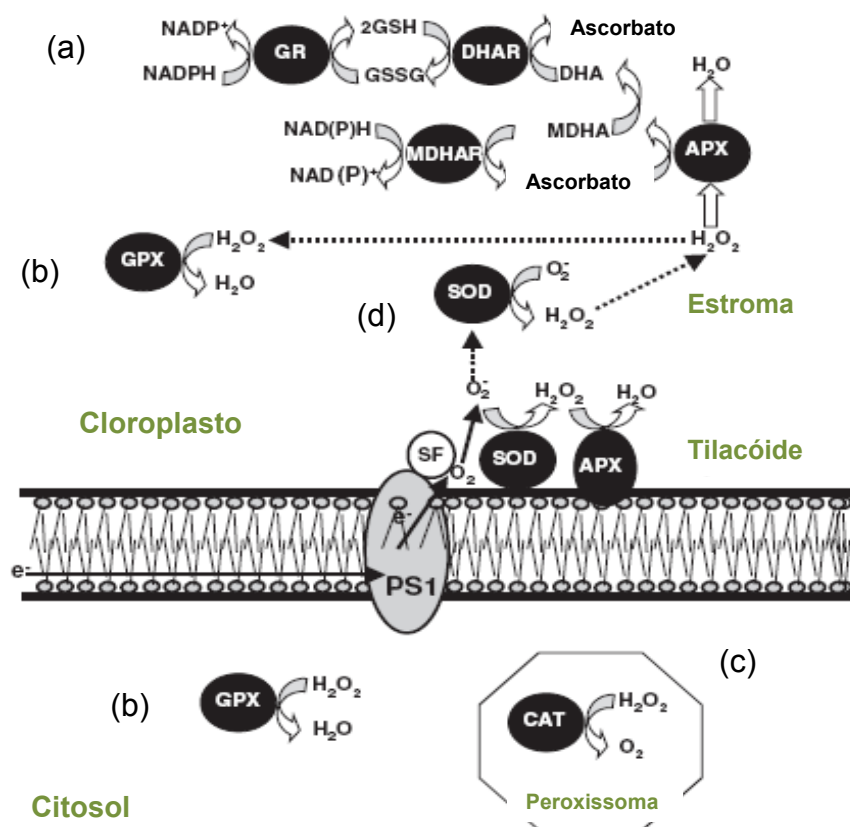 (a)
NADP+
NADPH
GR
2GSH
GSSG
DHAR
Ascorbato
DHA
H2O
NAD(P)H
NAD(P)+
MDHAR
MDHA
Ascorbato
APX
H2O2
(b)
GPX
H2O2
H2O
(d)
SOD
O2-
H2O2
Estroma
O2-
H2O2
H2O
Cloroplasto
SF
O2
SOD
APX
Tilacóide
e-
e-
PS1
(c)
(b)
GPX
H2O2
H2O
CAT
H2O2
O2
Citosol
Peroxissoma